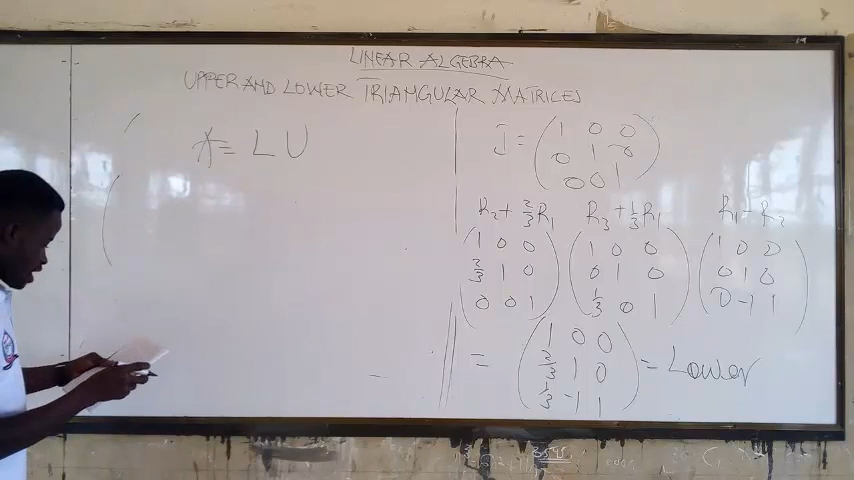 LINEAR ALGEBRA
UPPER AND LOWER TRIAMGULAR MATRICES
A = L U
I = ( 1 0 0
0 1 0
0 0 1 )
R2 + 2/3 R1 R3 + 1/3 R1 R1 - R2
( 1 0 0 ) ( 1 0 0 ) ( 1 0 0 )
( 2/3 1 0 ) ( 0 1 0 ) ( 0 1 0 )
( 0 0 1 ) ( 1/3 0 1 ) ( 0 -1 1 )
= ( 1 0 0
2/3 1 0
1/3 -1 1 ) = Lower